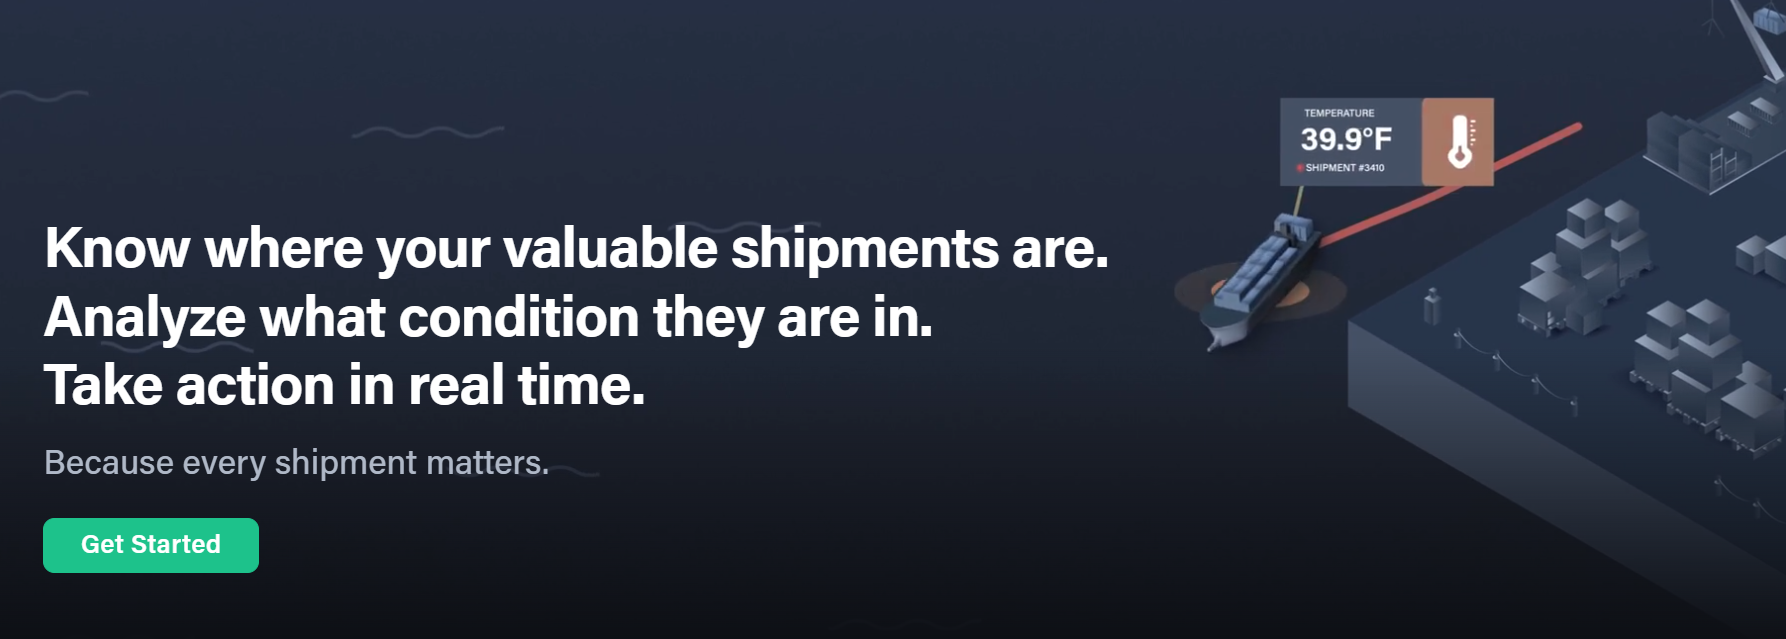 Know where your valuable shipments are.
Analyze what condition they are in.
Take action in real time.
Because every shipment matters.
Get Started
TEMPERATURE
39.9°F
SHIPMENT #3410